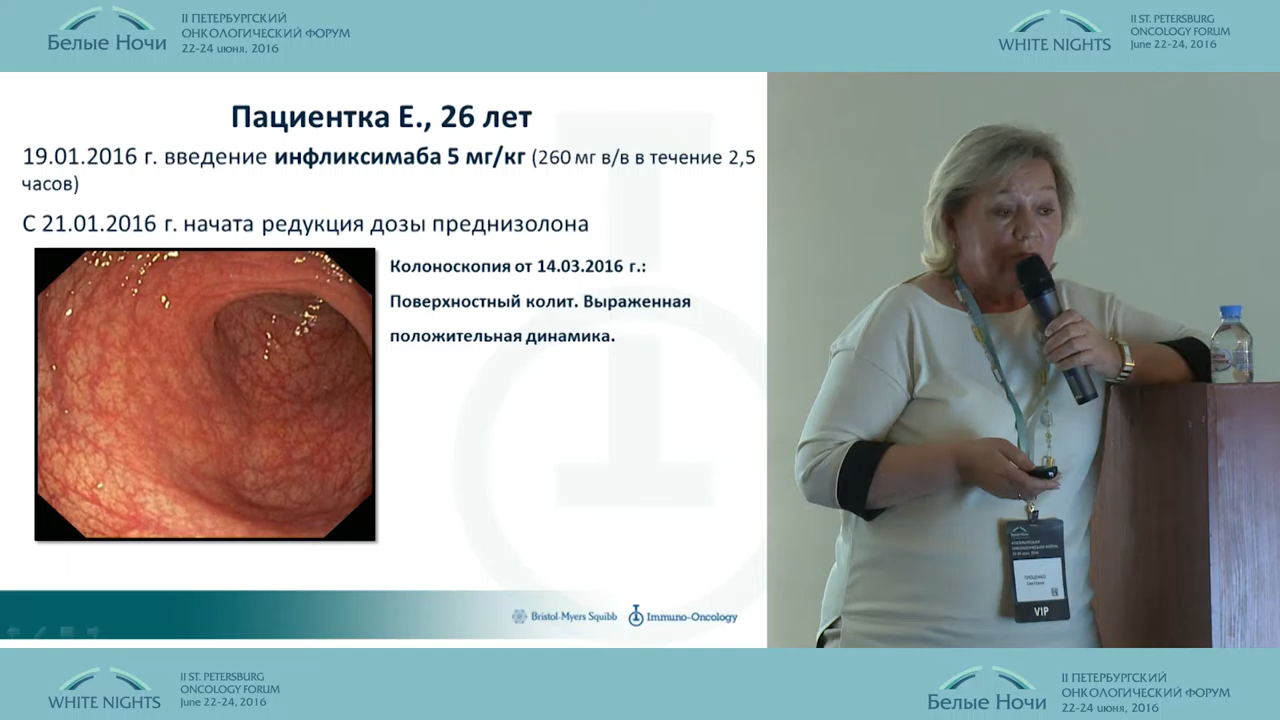 Белые Ночи
II ПЕТЕРБУРГСКИЙ
ОНКОЛОГИЧЕСКИЙ ФОРУМ
22-24 июня, 2016
WHITE NIGHTS
II ST. PETERSBURG
ONCOLOGY FORUM
June 22-24, 2016
Пациентка Е., 26 лет
19.01.2016 г. введение инфликсимаба 5 мг/кг (260 мг в/в в течение 2,5
часов)
С 21.01.2016 г. начата редукция дозы преднизолона
Колоноскопия от 14.03.2016 г.:
Поверхностный колит. Выраженная
положительная динамика.
Bristol-Myers Squibb
Immuno-Oncology
ПРОЦЕНКО
Светлана
VIP
WHITE NIGHTS
II ST. PETERSBURG
ONCOLOGY FORUM
June 22-24, 2016
Белые Ночи
II ПЕТЕРБУРГСКИЙ
ОНКОЛОГИЧЕСКИЙ ФОРУМ
22-24 июня, 2016